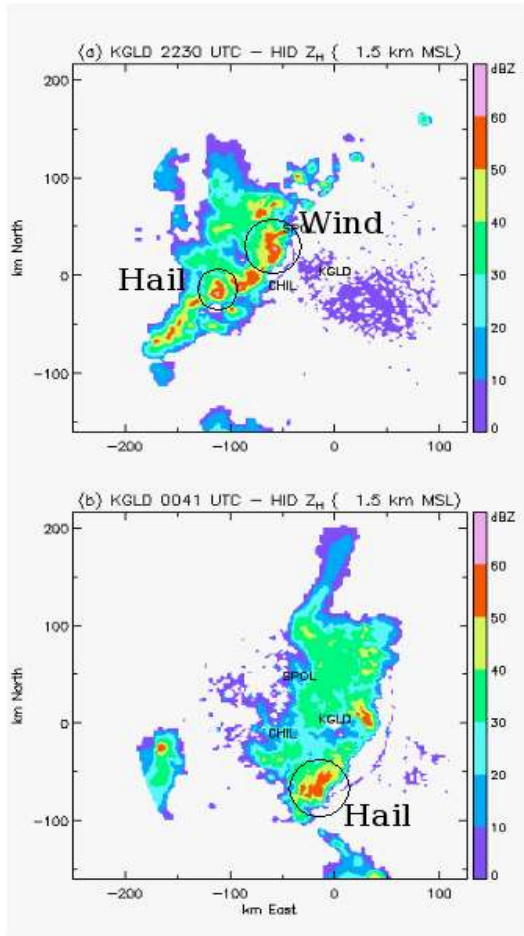 (a) KGLD 2230 UTC – HID Z_H ( 1.5 km MSL)
dBZ
200
60
50
100
Wind
SPOL
40
km North
Hail
KGLD
0
CHIL
30
20
−100
10
0
−200
−100
0
100
(b) KGLD 0041 UTC – HID Z_H ( 1.5 km MSL)
dBZ
200
60
50
100
SPOL
40
km North
0
KGLD
CHIL
30
20
−100
Hail
10
0
−200
−100
0
100
km East